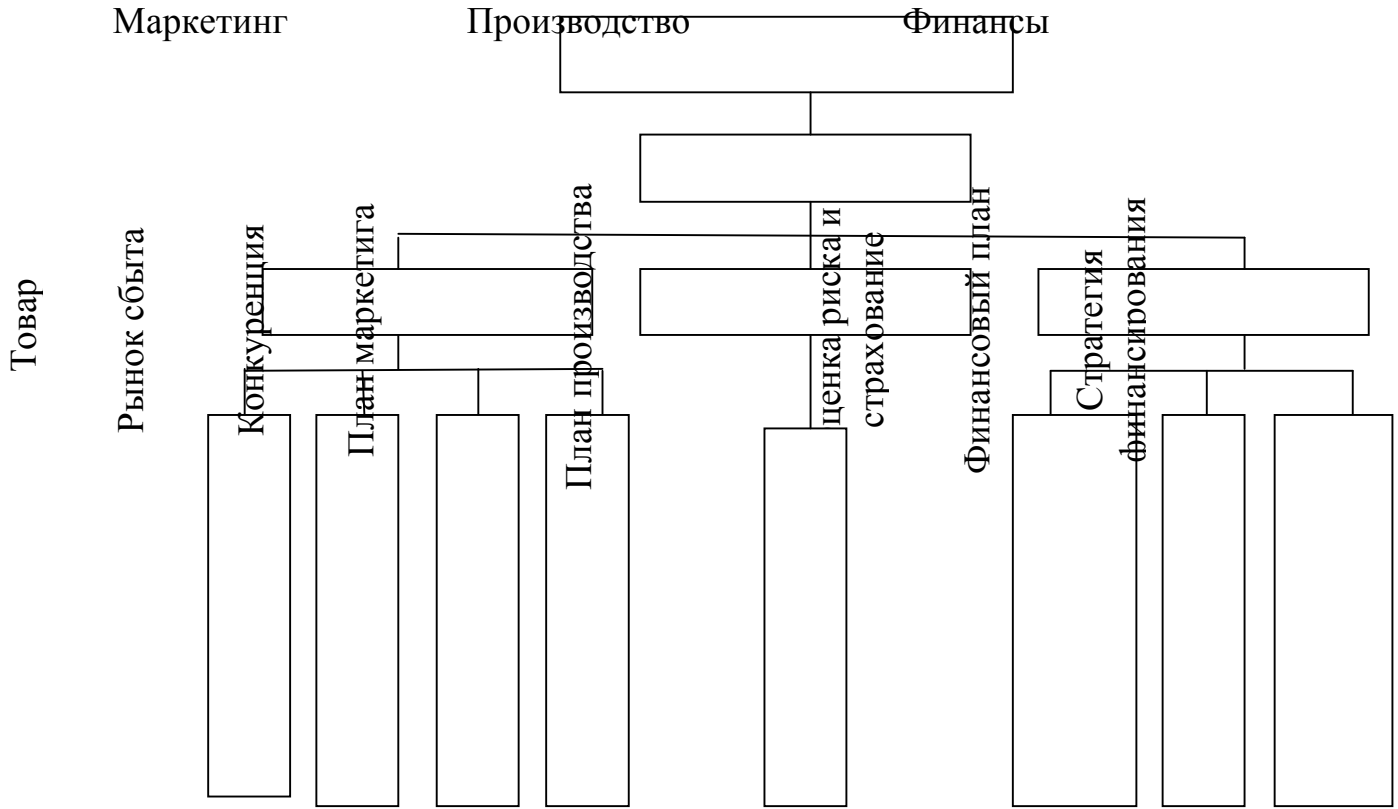 Маркетинг
Производство
Финансы
Товар
Рынок сбыта
Конкуренция
План маркетига
План производства
ценка риска и
страхование
Финансовый план
Стратегия
финансирования